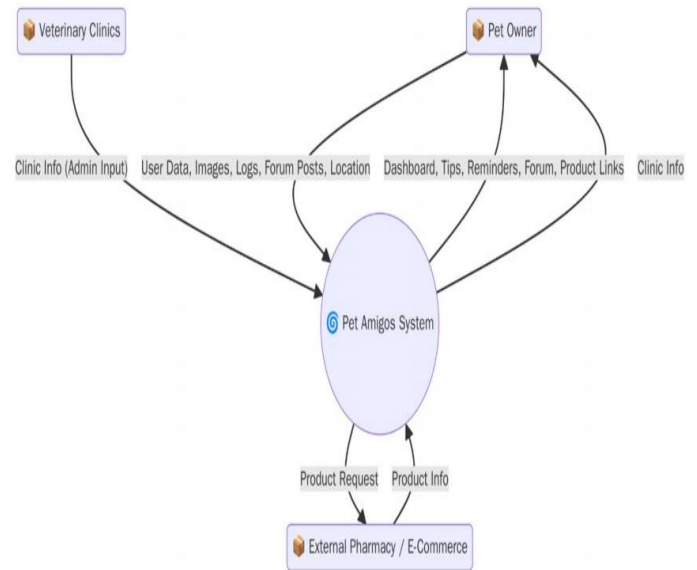 📦 Veterinary Clinics
📦 Pet Owner
Clinic Info (Admin Input)
User Data, Images, Logs, Forum Posts, Location
Dashboard, Tips, Reminders, Forum, Product Links
Clinic Info
🌀 Pet Amigos System
Product Request
Product Info
📦 External Pharmacy / E-Commerce